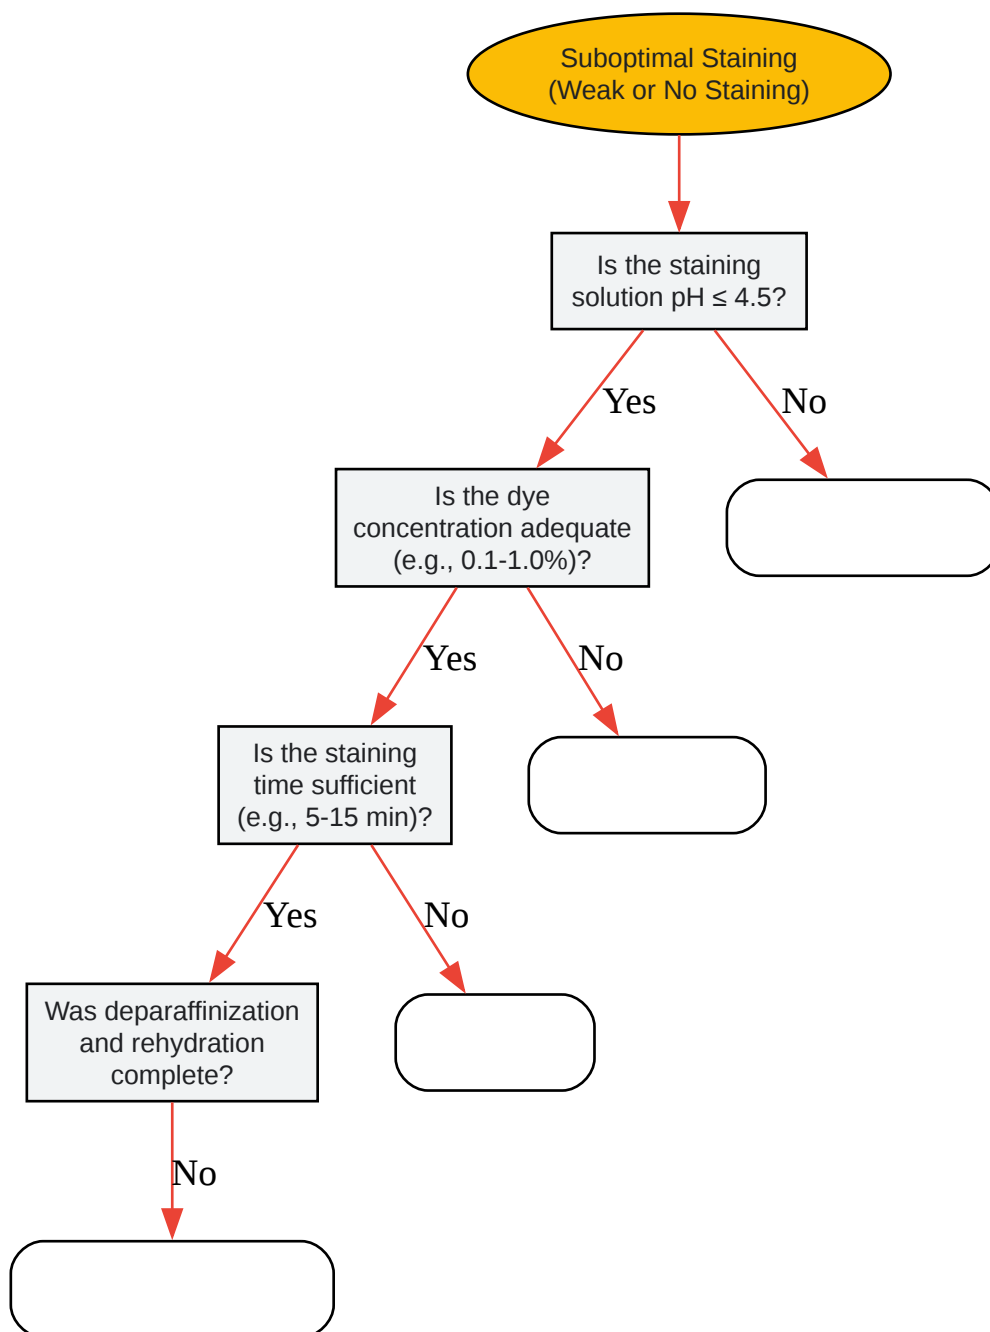 Suboptimal Staining
(Weak or No Staining)
Is the staining
solution pH ≤ 4.5?
Yes
No
Is the dye
concentration adequate
(e.g., 0.1-1.0%)?
Yes
No
Is the staining
time sufficient
(e.g., 5-15 min)?
Yes
No
Was deparaffinization
and rehydration
complete?
No